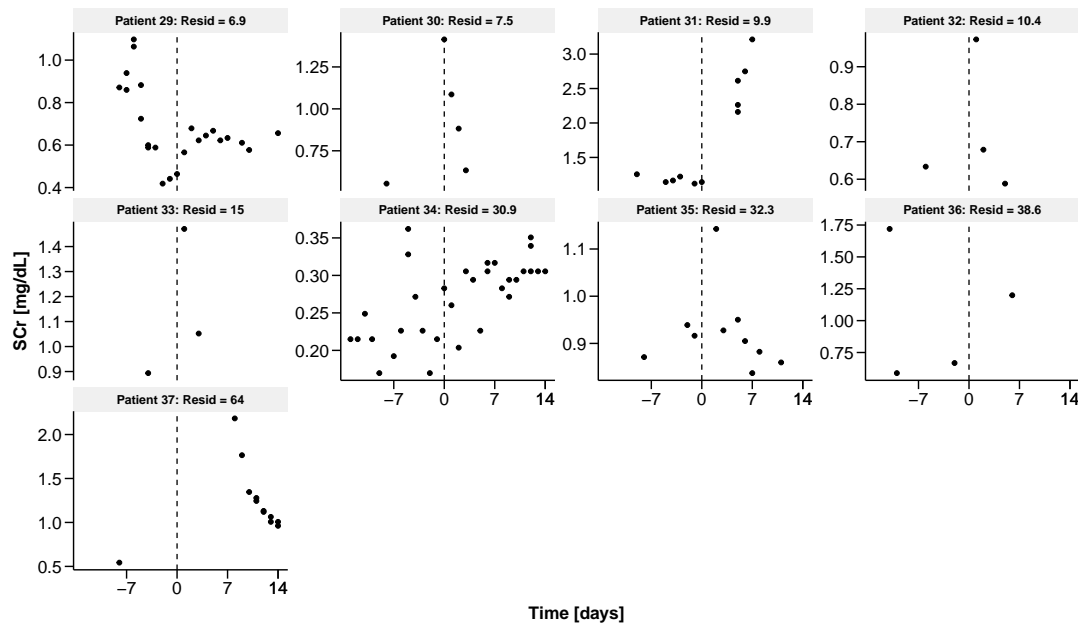 Patient 29: Resid = 6.9
Patient 30: Resid = 7.5
Patient 31: Resid = 9.9
Patient 32: Resid = 10.4
1.0
0.8
0.6
0.4
1.25
1.00
0.75
3.0
2.5
2.0
1.5
0.9
0.8
0.7
0.6
Patient 33: Resid = 15
Patient 34: Resid = 30.9
Patient 35: Resid = 32.3
Patient 36: Resid = 38.6
1.4
1.3
1.2
1.1
1.0
0.9
0.35
0.30
0.25
0.20
1.1
1.0
0.9
1.75
1.50
1.25
1.00
0.75
−7 0 7 14
−7 0 7 14
−7 0 7 14
Patient 37: Resid = 64
2.0
1.5
1.0
0.5
−7 0 7 14
SCr [mg/dL]
Time [days]